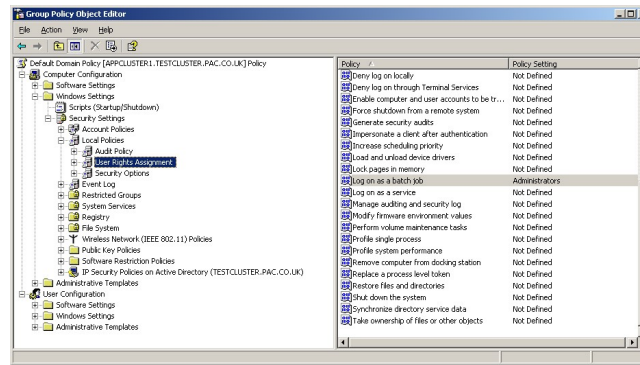 Group Policy Object Editor
File Action View Help
Default Domain Policy [APPCLUSTER1.TESTCLUSTER.PAC.CO.UK] Policy
Computer Configuration
Software Settings
Windows Settings
Scripts (Startup/Shutdown)
Security Settings
Account Policies
Local Policies
Audit Policy
User Rights Assignment
Security Options
Event Log
Restricted Groups
System Services
Registry
File System
Wireless Network (IEEE 802.11) Policies
Public Key Policies
Software Restriction Policies
IP Security Policies on Active Directory (TESTCLUSTER.PAC.CO.UK)
Administrative Templates
User Configuration
Software Settings
Windows Settings
Administrative Templates
Policy Policy Setting
Deny log on locally Not Defined
Deny log on through Terminal Services Not Defined
Enable computer and user accounts to be tr... Not Defined
Force shutdown from a remote system Not Defined
Generate security audits Not Defined
Impersonate a client after authentication Not Defined
Increase scheduling priority Not Defined
Load and unload device drivers Not Defined
Lock pages in memory Not Defined
Log on as a batch job Administrators
Log on as a service Not Defined
Manage auditing and security log Not Defined
Modify firmware environment values Not Defined
Perform volume maintenance tasks Not Defined
Profile single process Not Defined
Profile system performance Not Defined
Remove computer from docking station Not Defined
Replace a process level token Not Defined
Restore files and directories Not Defined
Shut down the system Not Defined
Synchronize directory service data Not Defined
Take ownership of files or other objects Not Defined